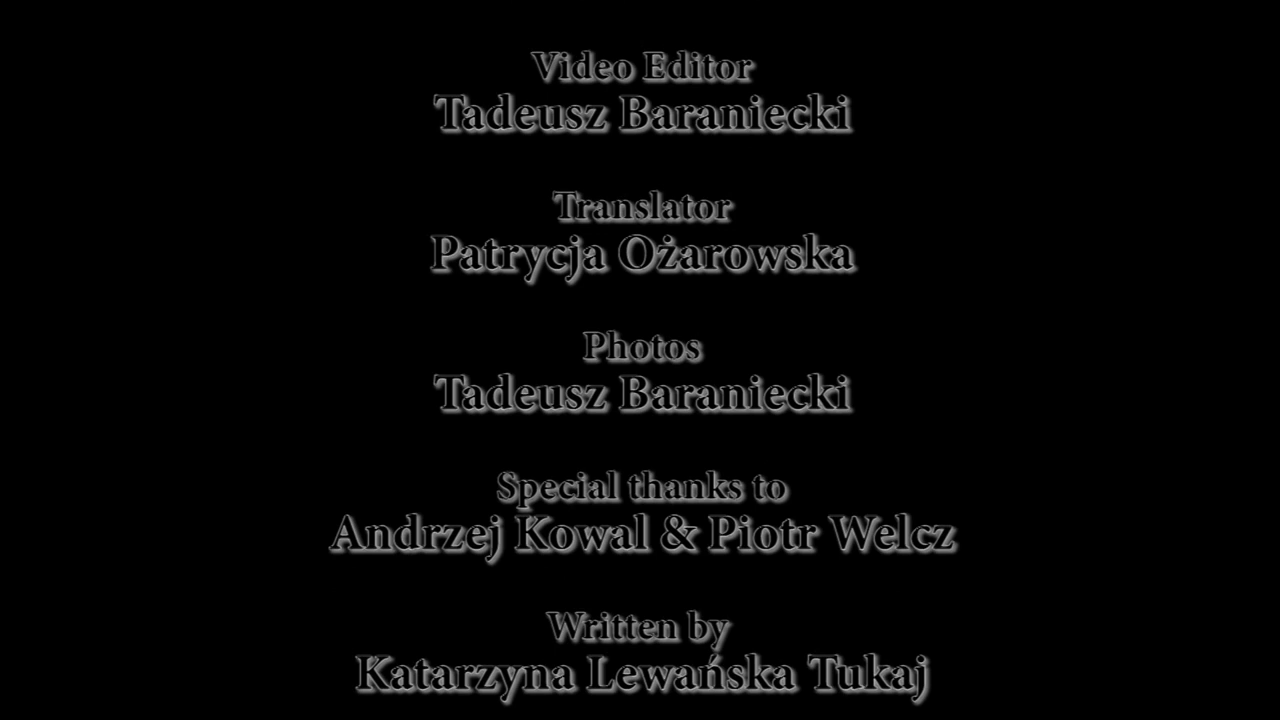 Video Editor
Tadeusz Baraniecki
Translator
Patrycja Ożarowska
Photos
Tadeusz Baraniecki
Special thanks to
Andrzej Kowal & Piotr Welcz
Written by
Katarzyna Lewańska Tukaj